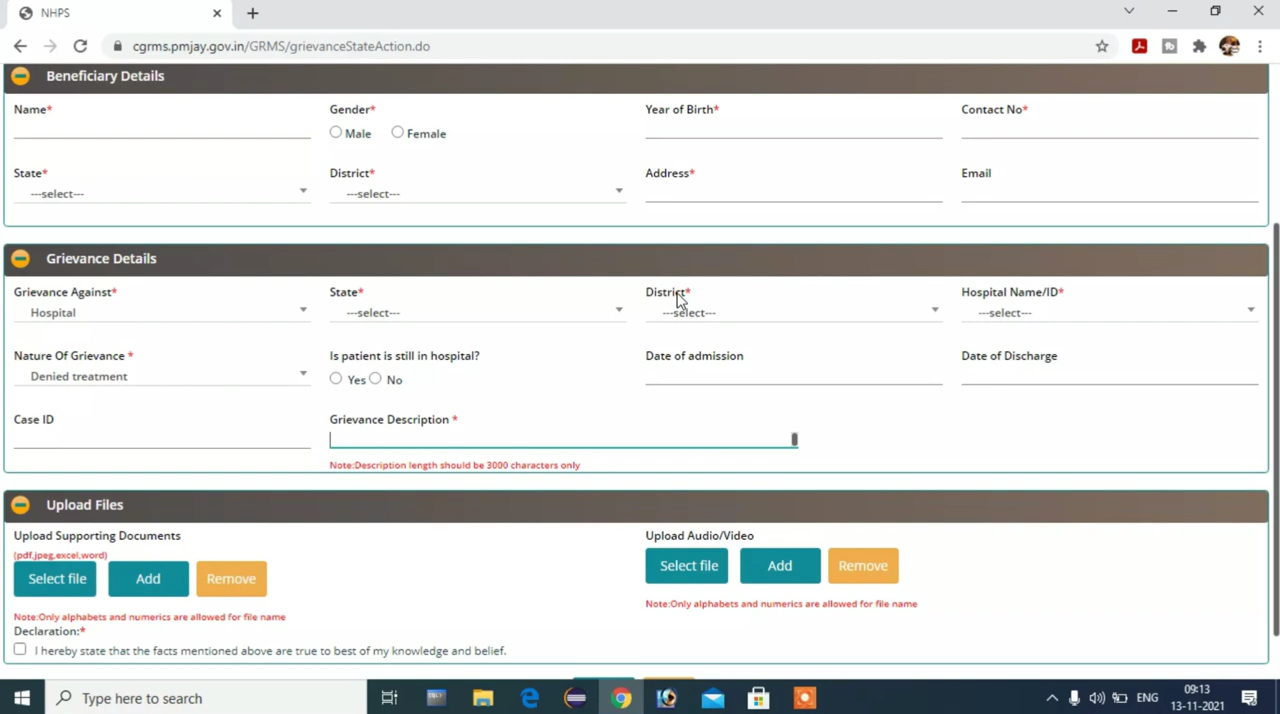 NHPS
cgrms.pmjay.gov.in/GRMS/grievanceStateAction.do
Beneficiary Details
Name* Gender* Year of Birth* Contact No*
Male Female
State* District* Address* Email
---select--- ---select---
Grievance Details
Grievance Against* State* District* Hospital Name/ID*
Hospital ---select--- ---select--- ---select---
Nature Of Grievance * Is patient is still in hospital? Date of admission Date of Discharge
Denied treatment Yes No
Case ID Grievance Description *
Note:Description length should be 3000 characters only
Upload Files
Upload Supporting Documents Upload Audio/Video
(pdf,jpeg,excel,word)
Select file Add Remove Select file Add Remove
Note:Only alphabets and numerics are allowed for file name Note:Only alphabets and numerics are allowed for file name
Declaration:*
I hereby state that the facts mentioned above are true to best of my knowledge and belief.
Type here to search ENG 09:13
13-11-2021